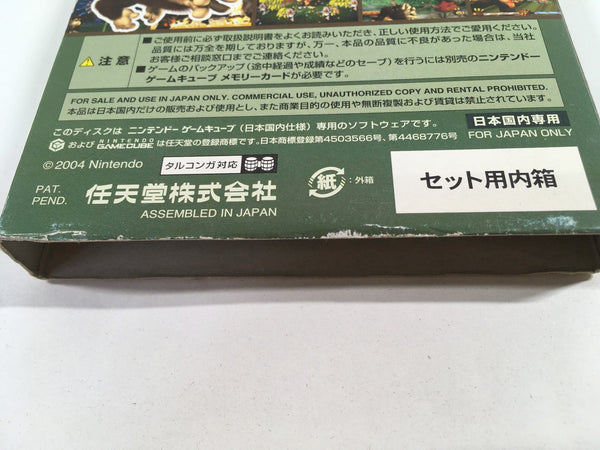 注意
■ご使用前に必ず取扱説明書をよくお読みいただき、正しい使用方法でご愛用ください。
品質には万全を期しておりますが、万一、本品の品質に不良があった場合は、当社
お客様ご相談窓口までご連絡ください。
■ゲームのバックアップ(途中経過や成績などのセーブ)を行うには別売のニンテンドー
ゲームキューブ メモリーカードが必要です。
FOR SALE AND USE IN JAPAN ONLY. COMMERCIAL USE, UNAUTHORIZED COPY AND RENTAL PROHIBITED.
本品は日本国内だけの販売および使用とし、また商業目的の使用や無断複製および賃貸は禁止されています。
このディスクは ニンテンドー ゲームキューブ(日本国内仕様)専用のソフトウェアです。
および NINTENDO GAMECUBE は任天堂の登録商標です。日本商標登録第4503566号、第4468776号
日本国内専用
FOR JAPAN ONLY
© 2004 Nintendo
タルコンガ対応
PAT.
PEND.
任天堂株式会社
ASSEMBLED IN JAPAN
紙 :外箱
セット用内箱